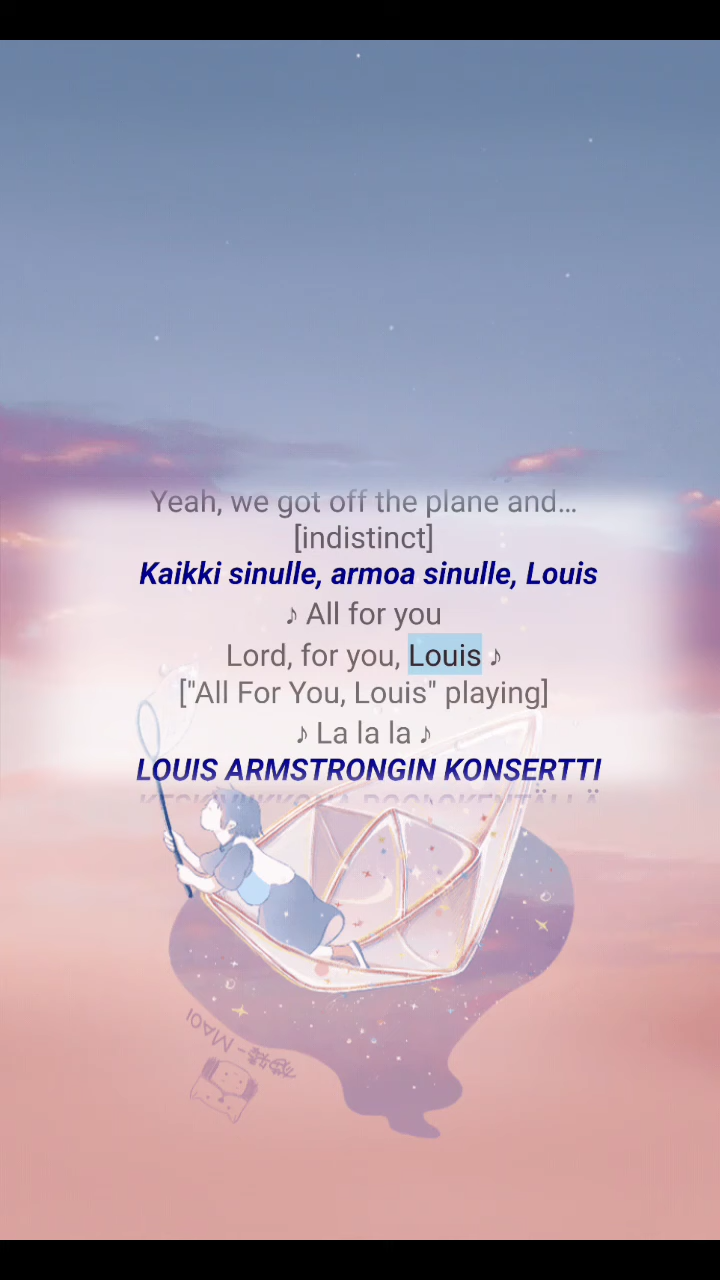 Yeah, we got off the plane and…
[indistinct]
Kaikki sinulle, armoa sinulle, Louis
♪ All for you
Lord, for you, Louis ♪
["All For You, Louis" playing]
♪ La la la ♪
LOUIS ARMSTRONGIN KONSERTTI
MAOI